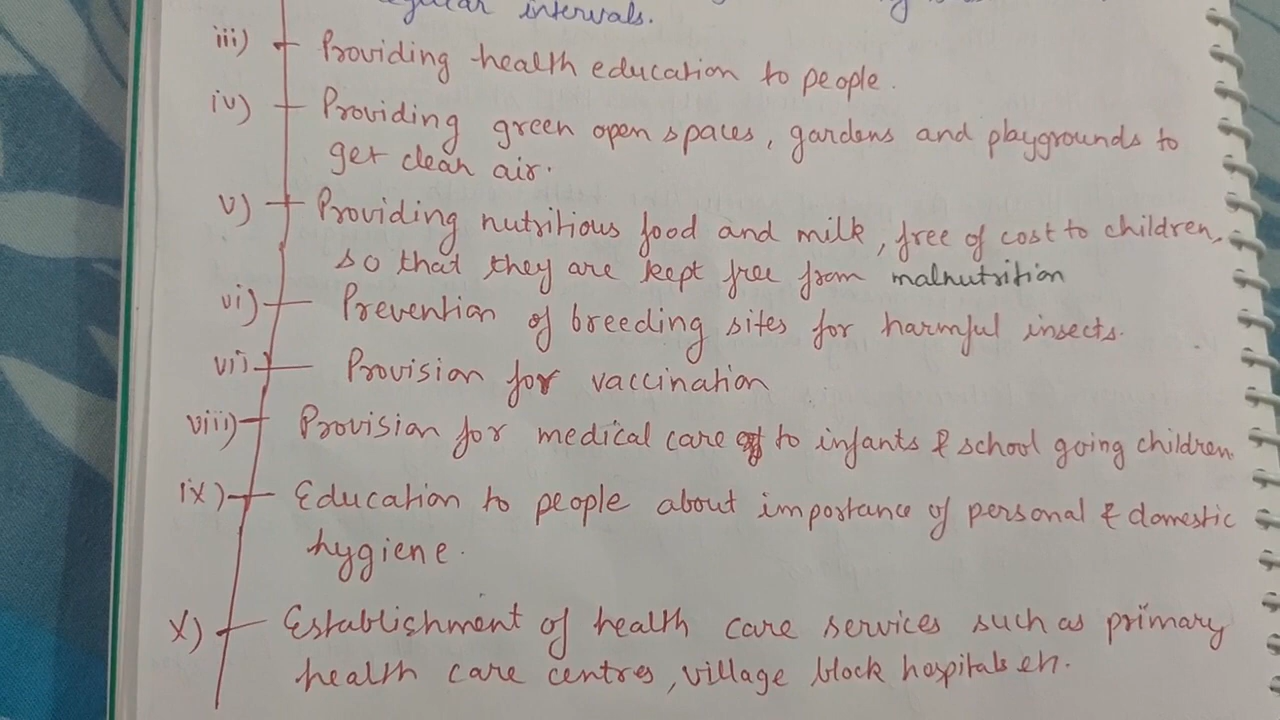 regular intervals.
iii) Providing health education to people.
iv) Providing green open spaces, gardens and playgrounds to
get clean air.
v) Providing nutritious food and milk, free of cost to children,
so that they are kept free from malnutrition
vi) Prevention of breeding sites for harmful insects.
vii) Provision for vaccination
viii) Provision for medical care to infants & school going children.
ix) Education to people about importance of personal & domestic
hygiene.
x) Establishment of health care services such as primary
health care centres, village block hospitals etc.